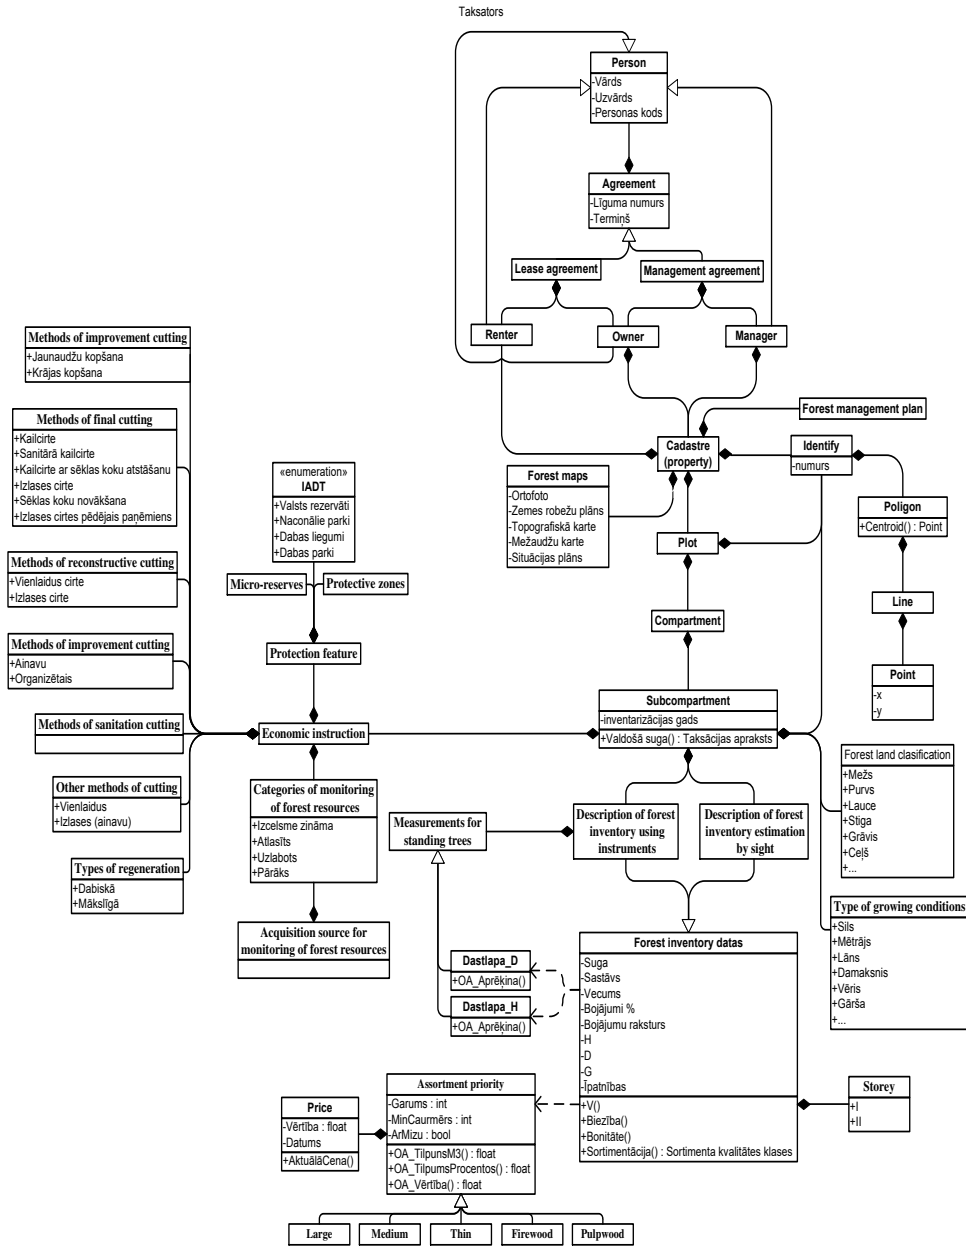 Taksators
Person
-Vārds
-Uzvārds
-Personas kods
Agreement
-Līguma numurs
-Termiņš
Lease agreement
Management agreement
Renter
Owner
Manager
Forest management plan
Cadastre
(property)
Identify
-numurs
Forest maps
-Ortofoto
-Zemes robežu plāns
-Topogrāfiskā karte
-Mežaudžu karte
-Situācijas plāns
Poligon
+Centroid() : Point
Plot
Line
Compartment
Point
-x
-y
Methods of improvement cutting
+Jaunaudžu kopšana
+Krājas kopšana
Methods of final cutting
+Kailcirte
+Sanitārā kailcirte
+Kailcirte ar sēklas koku atstāšanu
+Izlases cirte
+Sēklas koku novākšana
+Izlases cirtes pēdējais paņēmiens
Methods of reconstructive cutting
+Vienlaidus cirte
+Izlases cirte
Methods of improvement cutting
+Ainavu
+Organizētais
Methods of sanitation cutting
Other methods of cutting
+Vienlaidus
+Izlases (ainavu)
Types of regeneration
+Dabiskā
+Mākslīgā
«enumeration»
IADT
+Valsts rezervāti
+Naconālie parki
+Dabas liegumi
+Dabas parki
Micro-reserves
Protective zones
Protection feature
Economic instruction
Categories of monitoring
of forest resources
+Izcelsme zināma
+Atlasīts
+Uzlabots
+Pārāks
Acquisition source for
monitoring of forest resources
Subcompartment
-inventarizācijas gads
+Valdošā suga() : Taksācijas apraksts
Forest land clasification
+Mežs
+Purvs
+Lauce
+Stiga
+Grāvis
+Ceļš
+...
Measurements for
standing trees
Description of forest
inventory using
instruments
Description of forest
inventory estimation
by sight
Type of growing conditions
+Sils
+Mētrājs
+Lāns
+Damaksnis
+Vēris
+Gārša
+...
Forest inventory datas
-Suga
-Sastāvs
-Vecums
-Bojājumi %
-Bojājumu raksturs
-H
-D
-G
-Īpatnības
+V()
+Biezība()
+Bonitāte()
+Sortimentācija() : Sortimenta kvalitātes klases
Dastlapa_D
+OA_Aprēķina()
Dastlapa_H
+OA_Aprēķina()
Storey
+I
+II
Assortment priority
-Garums : int
-MinCaurmērs : int
-ArMizu : bool
+OA_TilpunsM3() : float
+OA_TilpumsProcentos() : float
+OA_Vērtība() : float
Price
-Vērtība : float
-Datums
+AktuālāCena()
Large
Medium
Thin
Firewood
Pulpwood